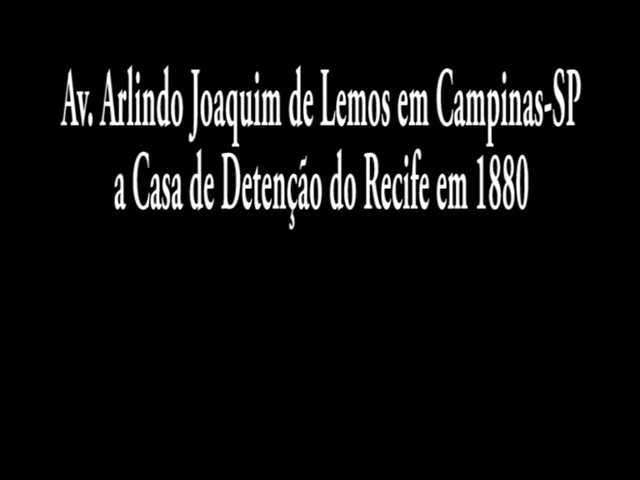 Av. Arlindo Joaquim de Lemos em Campinas-SP
a Casa de Detenção do Recife em 1880